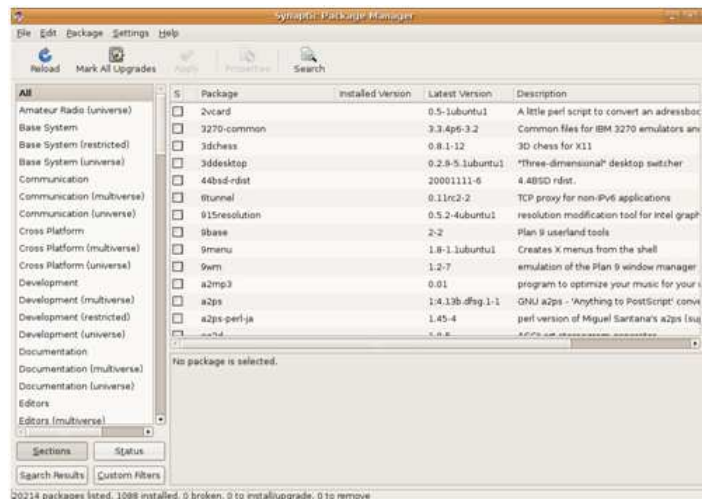 Synaptic Package Manager
File Edit Package Settings Help
Reload Mark All Upgrades Apply Properties Search
All
Amateur Radio (universe)
Base System
Base System (restricted)
Base System (universe)
Communication
Communication (multiverse)
Communication (universe)
Cross Platform
Cross Platform (multiverse)
Cross Platform (universe)
Development
Development (multiverse)
Development (restricted)
Development (universe)
Documentation
Documentation (multiverse)
Documentation (universe)
Editors
Editors (multiverse)
Sections Status
Search Results Custom Filters
S Package Installed Version Latest Version Description
2vcard 0.5-1ubuntu1 A little perl script to convert an adressboo
3270-common 3.3.4p6-3.2 Common files for IBM 3270 emulators and
3dchess 0.8.1-12 3D chess for X11
3ddesktop 0.2.9-5.1ubuntu1 "Three-dimensional" desktop switcher
44bsd-rdist 20001111-6 4.4BSD rdist.
6tunnel 0.11rc2-2 TCP proxy for non-IPv6 applications
915resolution 0.5.2-4ubuntu1 resolution modification tool for Intel graph
9base 2-2 Plan 9 userland tools
9menu 1.8-1.1ubuntu1 Creates X menus from the shell
9wm 1.2-7 emulation of the Plan 9 window manager
a2mp3 0.01 program to optimize your music for your
a2ps 1:4.13b.dfsg.1-1 GNU a2ps - 'Anything to PostScript' conve
a2ps-perl-ja 1.45-4 perl version of Miguel Santana's a2ps (sup
No package is selected.
20214 packages listed, 1088 installed, 0 broken, 0 to install/upgrade, 0 to remove